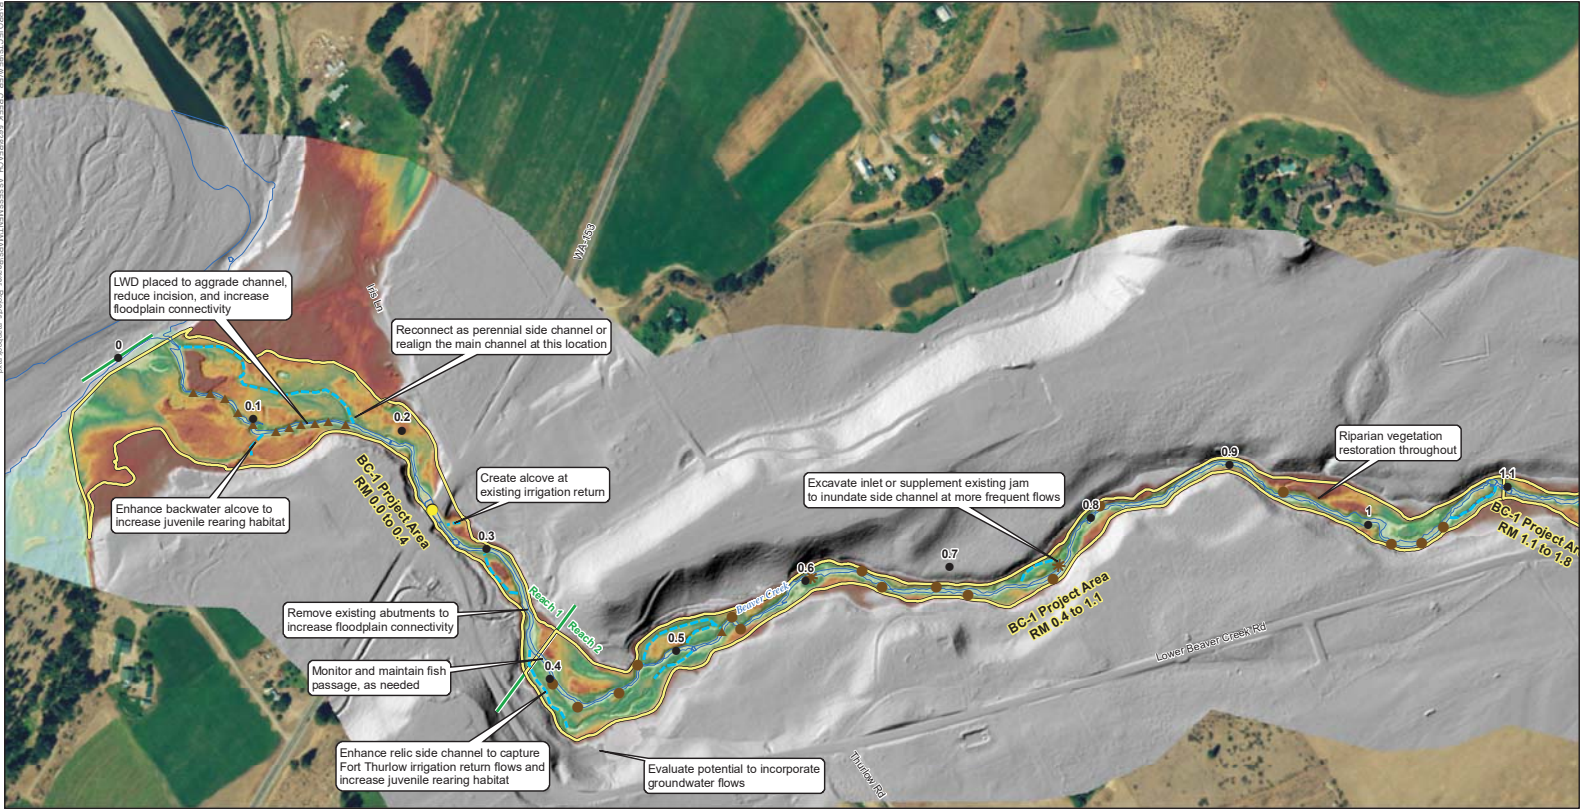 WA-153
Iris Ln
LWD placed to aggrade channel,
reduce incision, and increase
floodplain connectivity
Reconnect as perennial side channel or
realign the main channel at this location
0
0.1
0.2
Enhance backwater alcove to
increase juvenile rearing habitat
BC-1 Project Area
RM 0.0 to 0.4
Create alcove at
existing irrigation return
0.3
Excavate inlet or supplement existing jam
to inundate side channel at more frequent flows
Riparian vegetation
restoration throughout
0.9
1.1
1
0.8
0.7
0.6
BC-1 Project Ar
RM 1.1 to 1.8
Beaver Creek
BC-1 Project Area
RM 0.4 to 1.1
Remove existing abutments to
increase floodplain connectivity
Reach 1
Reach 2
0.5
0.4
Monitor and maintain fish
passage, as needed
Lower Beaver Creek Rd
Enhance relic side channel to capture
Fort Thurlow irrigation return flows and
increase juvenile rearing habitat
Evaluate potential to incorporate
groundwater flows
Thurlow Rd